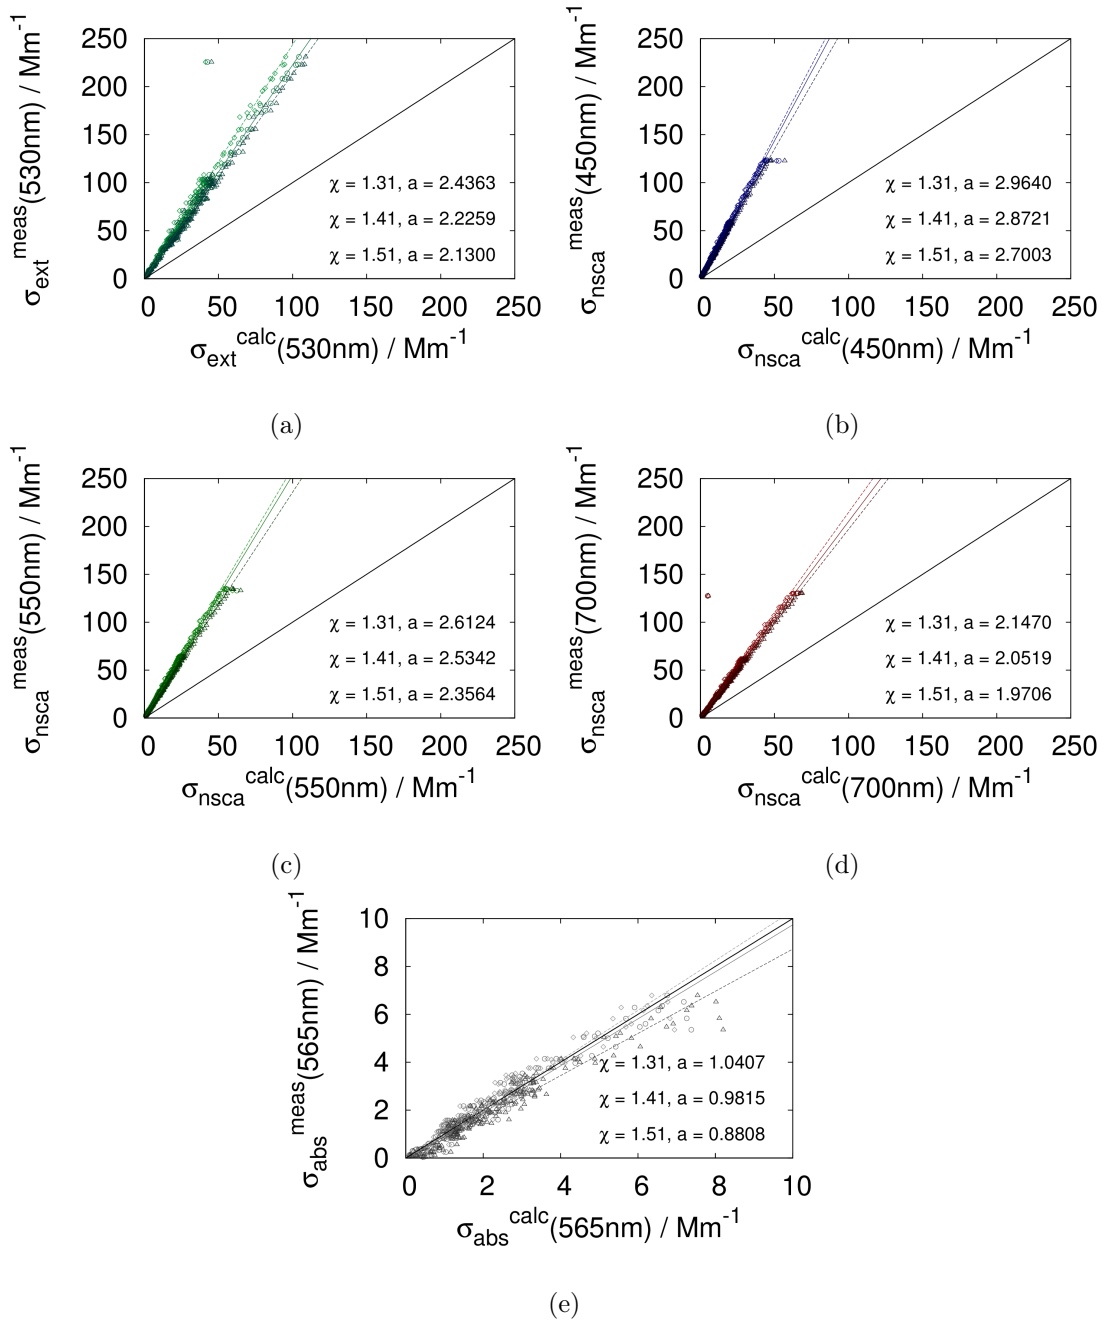 σext^meas(530nm) / Mm^-1
250
200
150
100
50
0
χ = 1.31, a = 2.4363
χ = 1.41, a = 2.2259
χ = 1.51, a = 2.1300
0 50 100 150 200 250
σext^calc(530nm) / Mm^-1
(a)
σnsca^meas(450nm) / Mm^-1
250
200
150
100
50
0
χ = 1.31, a = 2.9640
χ = 1.41, a = 2.8721
χ = 1.51, a = 2.7003
0 50 100 150 200 250
σnsca^calc(450nm) / Mm^-1
(b)
σnsca^meas(550nm) / Mm^-1
250
200
150
100
50
0
χ = 1.31, a = 2.6124
χ = 1.41, a = 2.5342
χ = 1.51, a = 2.3564
0 50 100 150 200 250
σnsca^calc(550nm) / Mm^-1
(c)
σnsca^meas(700nm) / Mm^-1
250
200
150
100
50
0
χ = 1.31, a = 2.1470
χ = 1.41, a = 2.0519
χ = 1.51, a = 1.9706
0 50 100 150 200 250
σnsca^calc(700nm) / Mm^-1
(d)
σabs^meas(565nm) / Mm^-1
10
8
6
4
2
0
χ = 1.31, a = 1.0407
χ = 1.41, a = 0.9815
χ = 1.51, a = 0.8808
0 2 4 6 8 10
σabs^calc(565nm) / Mm^-1
(e)